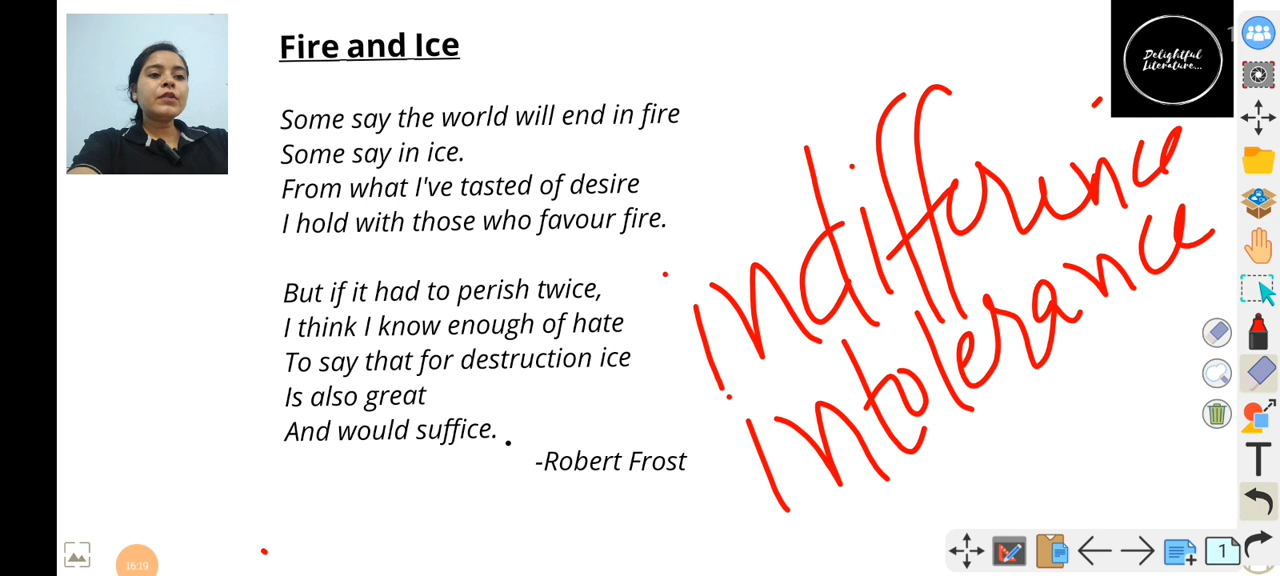 Fire and Ice
Some say the world will end in fire
Some say in ice.
From what I've tasted of desire
I hold with those who favour fire.
But if it had to perish twice,
I think I know enough of hate
To say that for destruction ice
Is also great
And would suffice.
-Robert Frost
indifference
intolerance
Delightful
Literature...
1
T
1
16:19